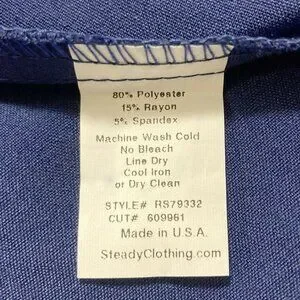 80% Polyester
15% Rayon
5% Spandex
Machine Wash Cold
No Bleach
Line Dry
Cool Iron
or Dry Clean
STYLE# RS79332
CUT# 609961
Made in U.S.A.
SteadyClothing.com